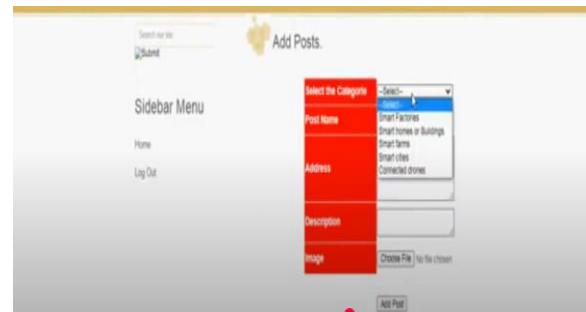 Search our site
Submit
Add Posts.
Sidebar Menu
Home
Log Out
Select the Categorie
--Select--
--Select--
Smart Factories
Smart homes or Buildings
Smart farms
Smart cities
Connected drones
Post Name
Address
Description
Image
Choose File No file chosen
Add Post